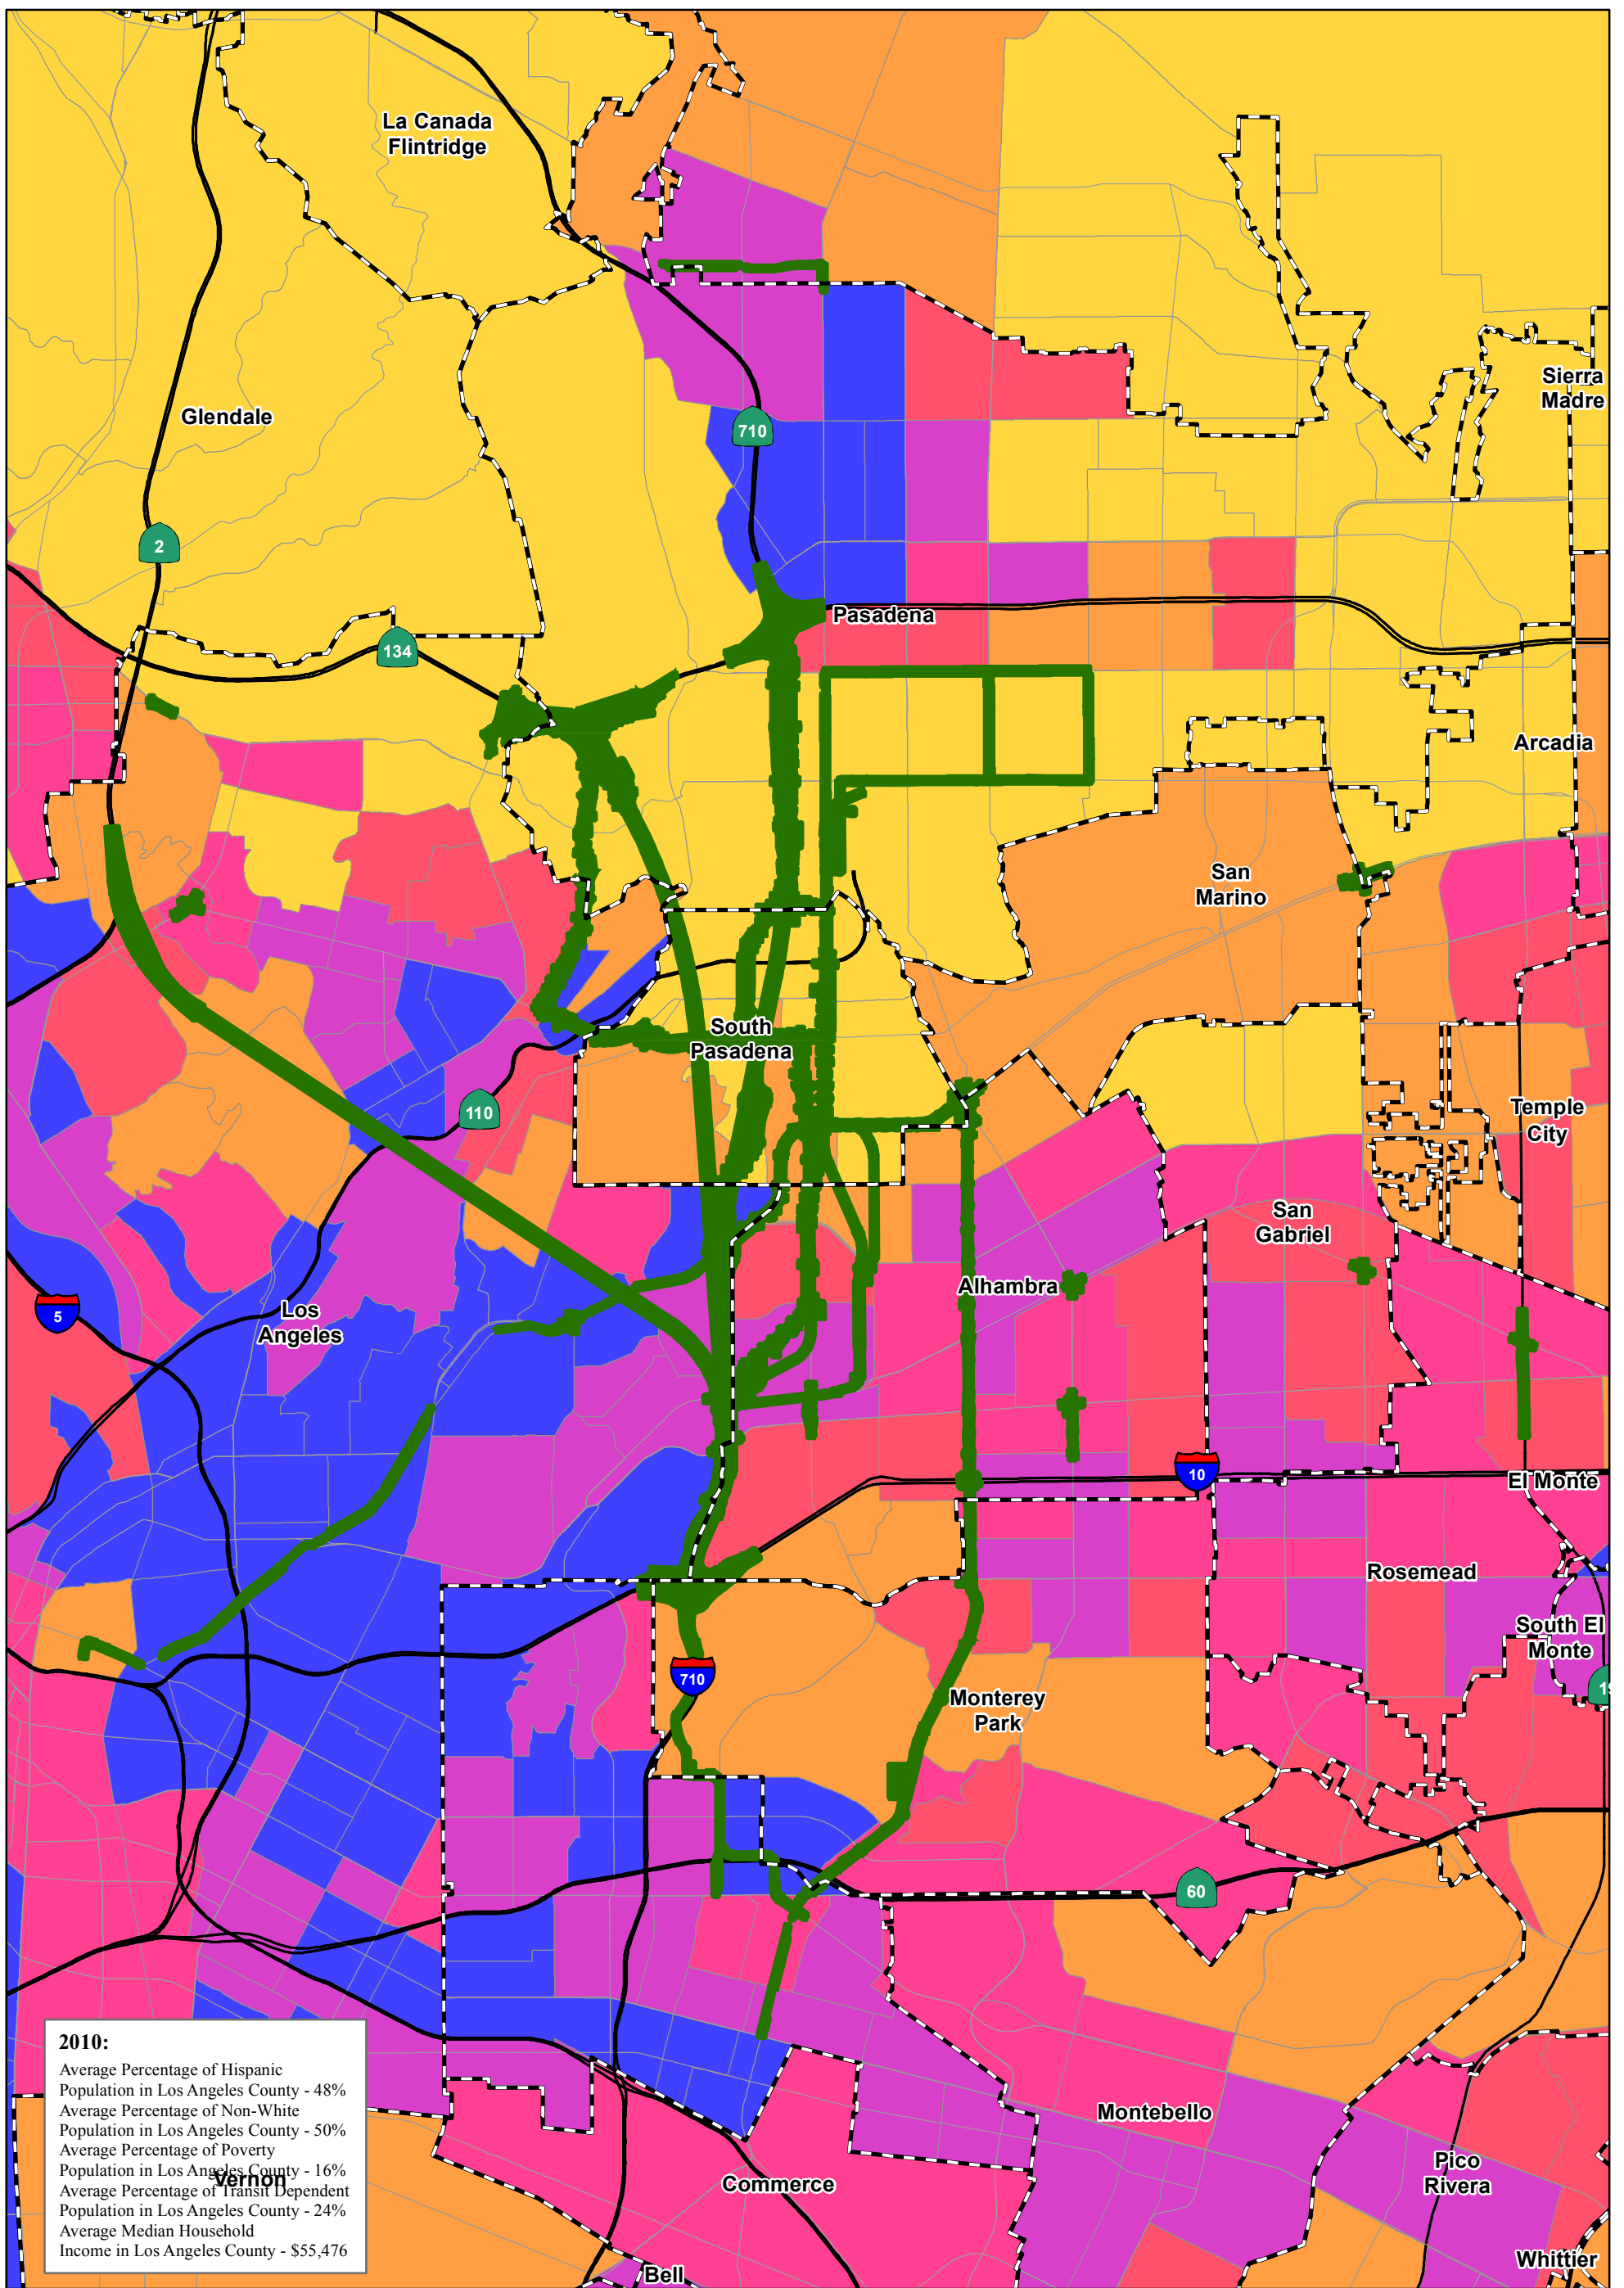 La Canada
Flintridge
Sierra
Madre
Glendale
710
2
Pasadena
134
Arcadia
San
Marino
South
Pasadena
110
Temple
City
San
Gabriel
Alhambra
5
Los
Angeles
10
El Monte
Rosemead
South El
Monte
710
19
Monterey
Park
60
2010:
Average Percentage of Hispanic
Population in Los Angeles County - 48%
Average Percentage of Non-White
Population in Los Angeles County - 50%
Average Percentage of Poverty
Population in Los Angeles County - 16%
Vernon
Average Percentage of Transit Dependent
Population in Los Angeles County - 24%
Average Median Household
Income in Los Angeles County - $55,476
Montebello
Pico
Rivera
Commerce
Whittier
Bell